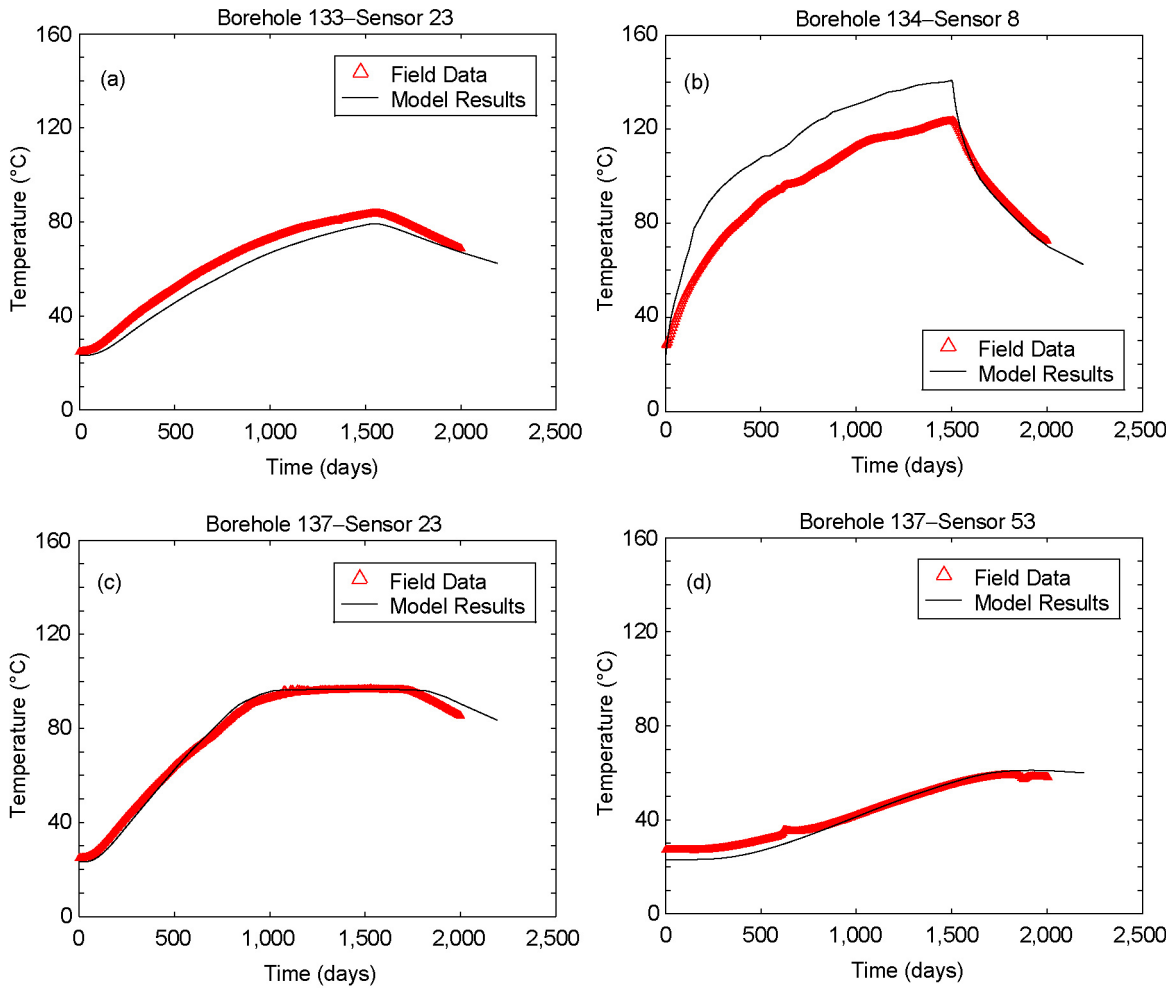 Borehole 133–Sensor 23
(a)
Field Data
Model Results
160
120
80
40
0
Temperature (°C)
0 500 1,000 1,500 2,000 2,500
Time (days)
Borehole 134–Sensor 8
(b)
Field Data
Model Results
160
120
80
40
0
Temperature (°C)
0 500 1,000 1,500 2,000 2,500
Time (days)
Borehole 137–Sensor 23
(c)
Field Data
Model Results
160
120
80
40
0
Temperature (°C)
0 500 1,000 1,500 2,000 2,500
Time (days)
Borehole 137–Sensor 53
(d)
Field Data
Model Results
160
120
80
40
0
Temperature (°C)
0 500 1,000 1,500 2,000 2,500
Time (days)